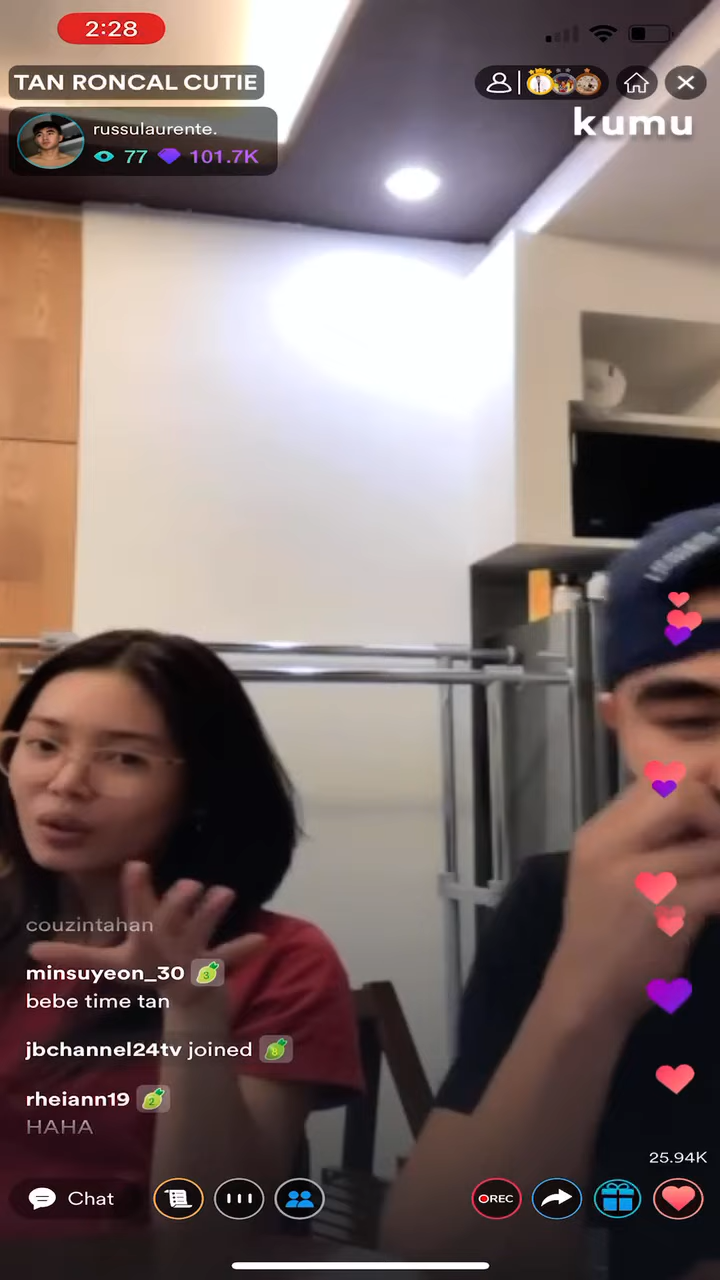 2:28
TAN RONCAL CUTIE
russulaurente.
77 101.7K
kumu
couzintahan
minsuyeon_30 3
bebe time tan
jbchannel24tv joined 8
rheiann19 2
HAHA
25.94K
Chat
REC